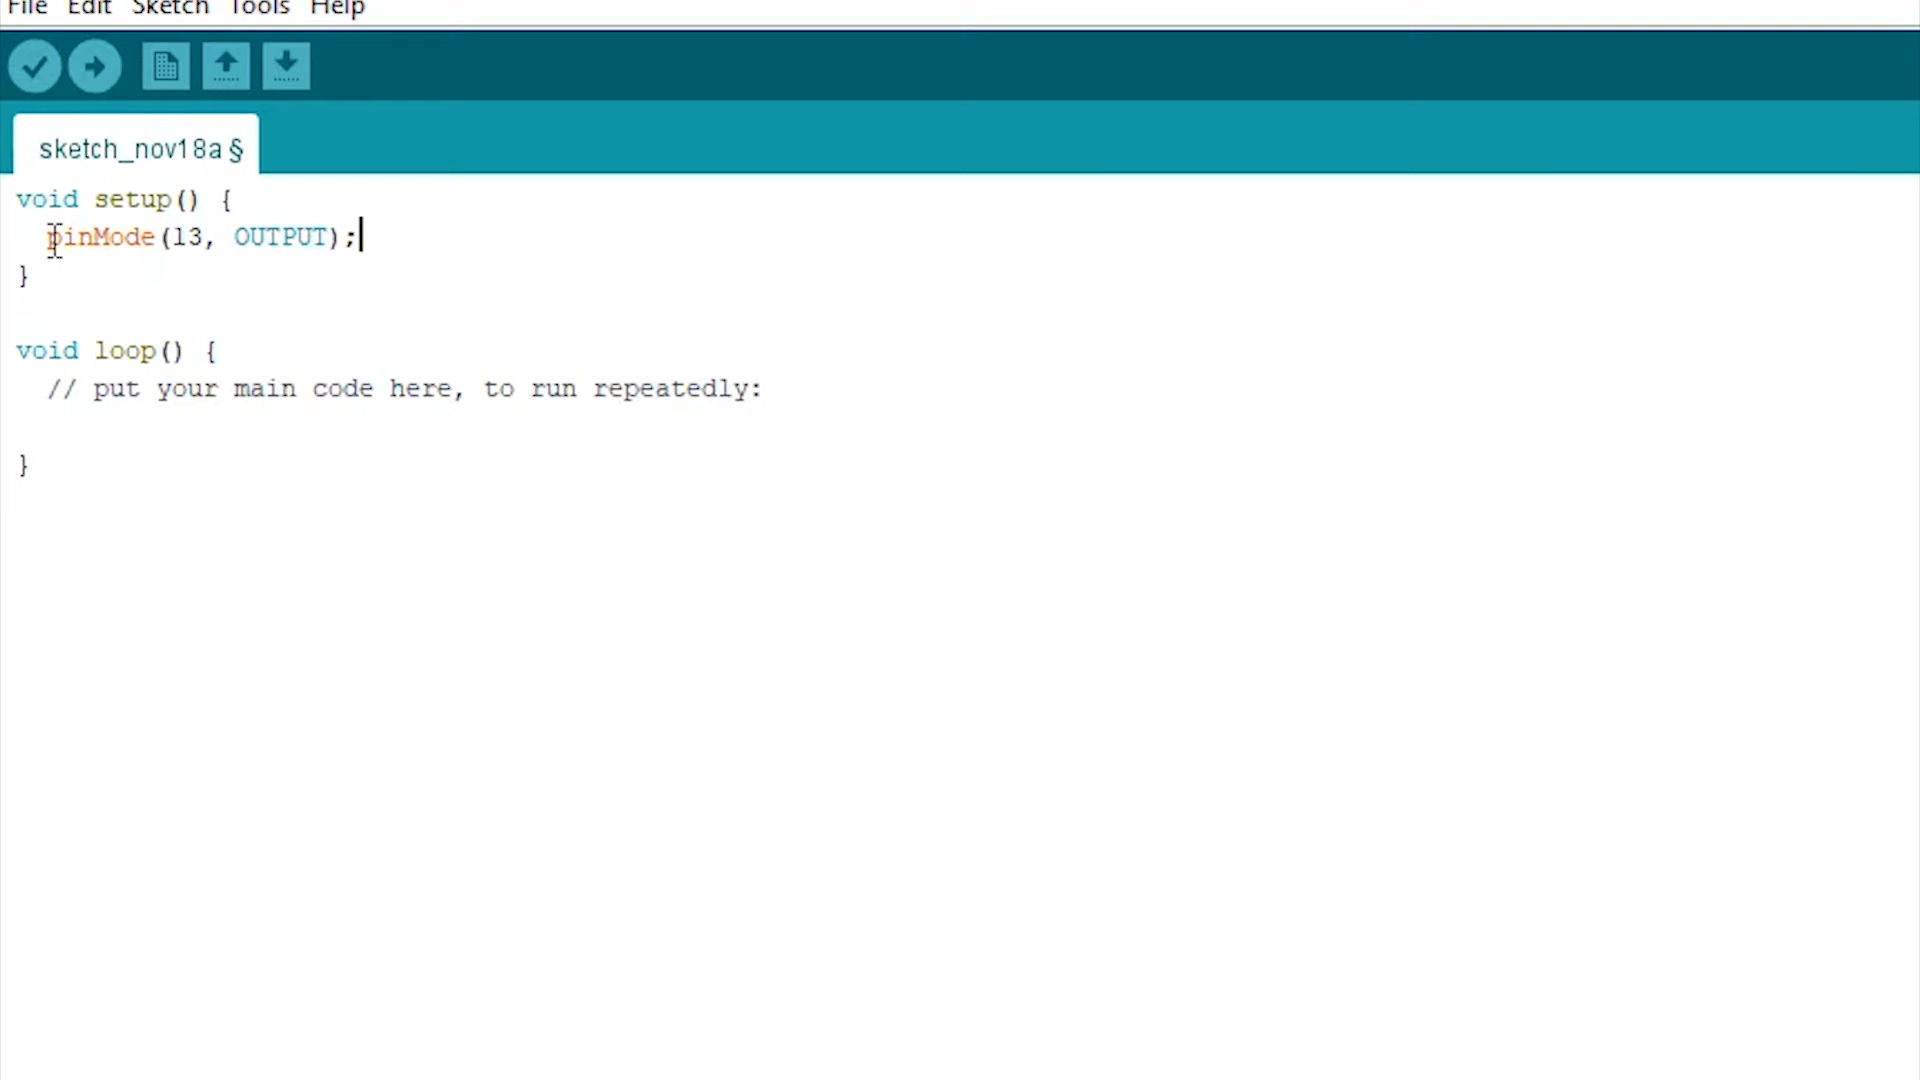 File Edit Sketch Tools Help
sketch_nov18a §
void setup() {
pinMode(13, OUTPUT);
}
void loop() {
// put your main code here, to run repeatedly:
}